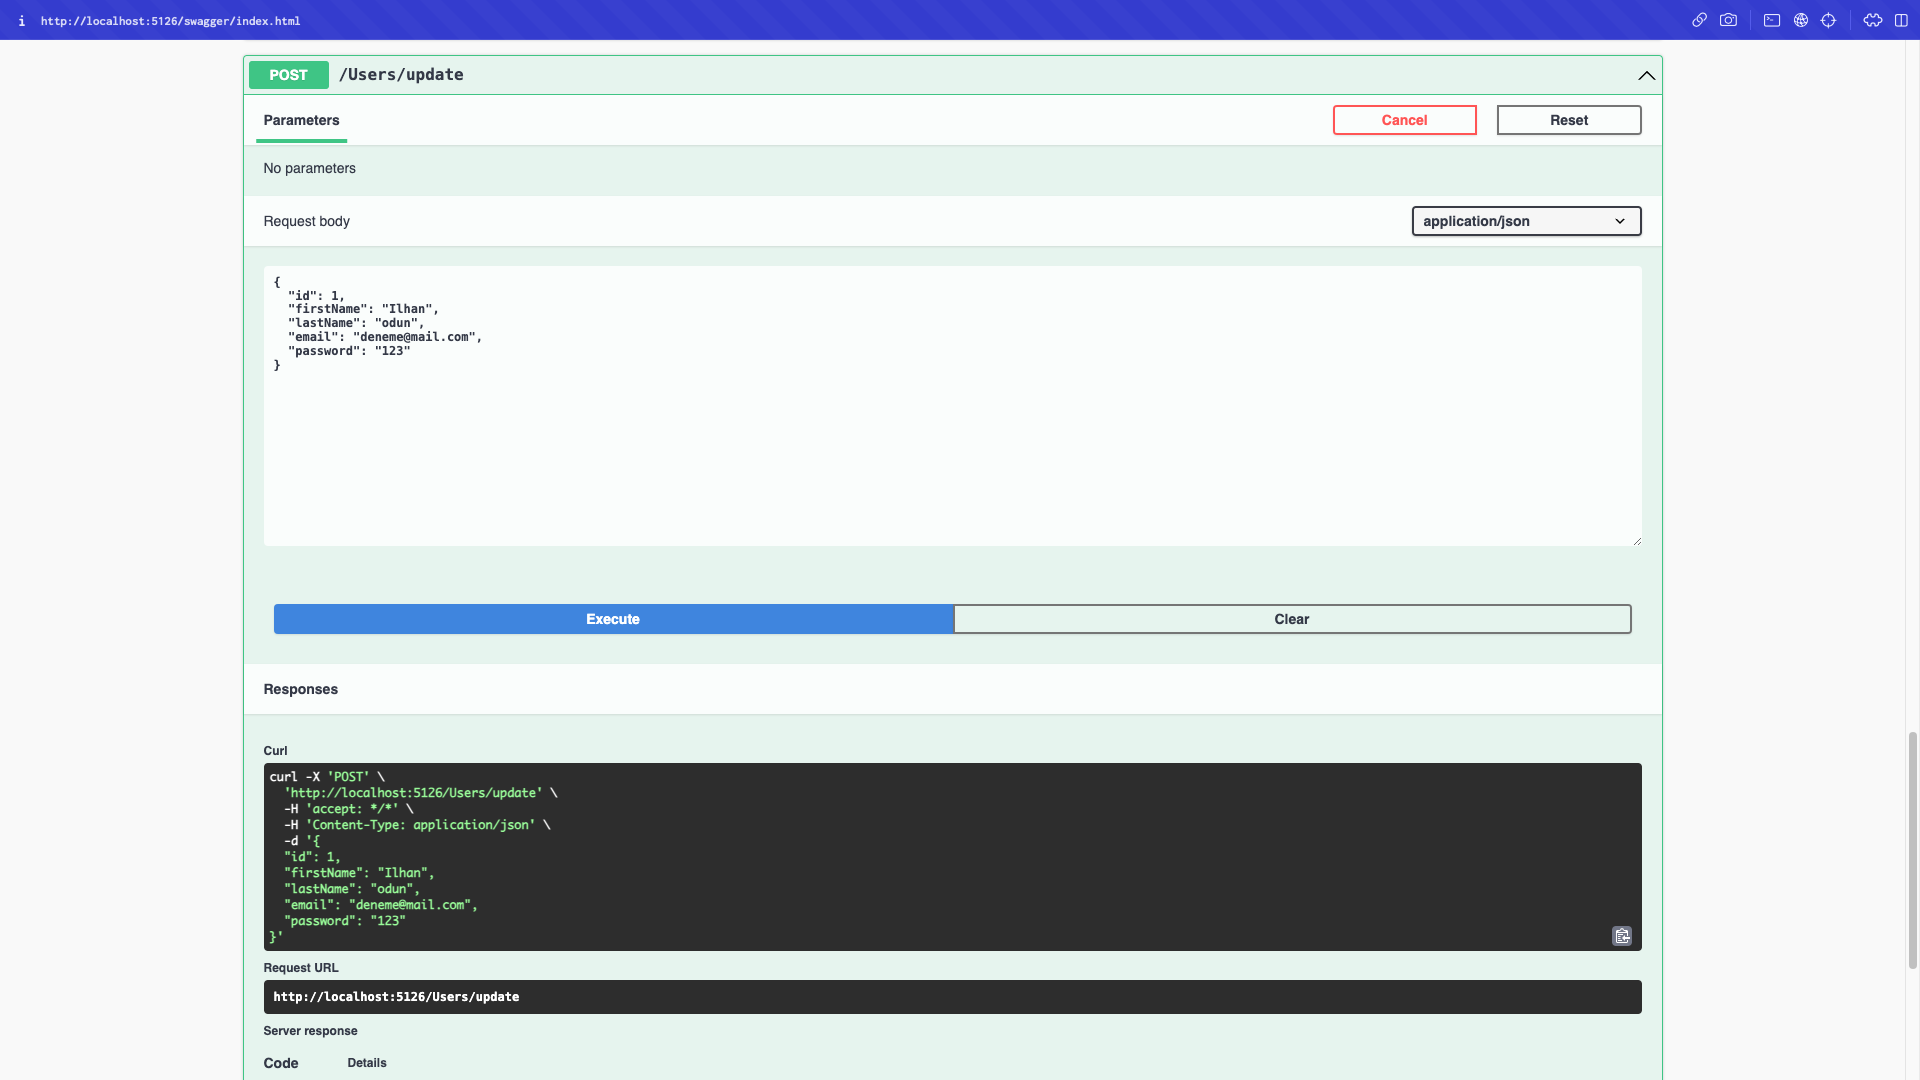 i http://localhost:5126/swagger/index.html
POST /Users/update
Parameters
Cancel
Reset
No parameters
Request body
application/json
{
  "id": 1,
  "firstName": "Ilhan",
  "lastName": "odun",
  "email": "deneme@mail.com",
  "password": "123"
}
Execute
Clear
Responses
Curl
curl -X 'POST' \
  'http://localhost:5126/Users/update' \
  -H 'accept: */*' \
  -H 'Content-Type: application/json' \
  -d '{
  "id": 1,
  "firstName": "Ilhan",
  "lastName": "odun",
  "email": "deneme@mail.com",
  "password": "123"
}'
Request URL
http://localhost:5126/Users/update
Server response
Code Details